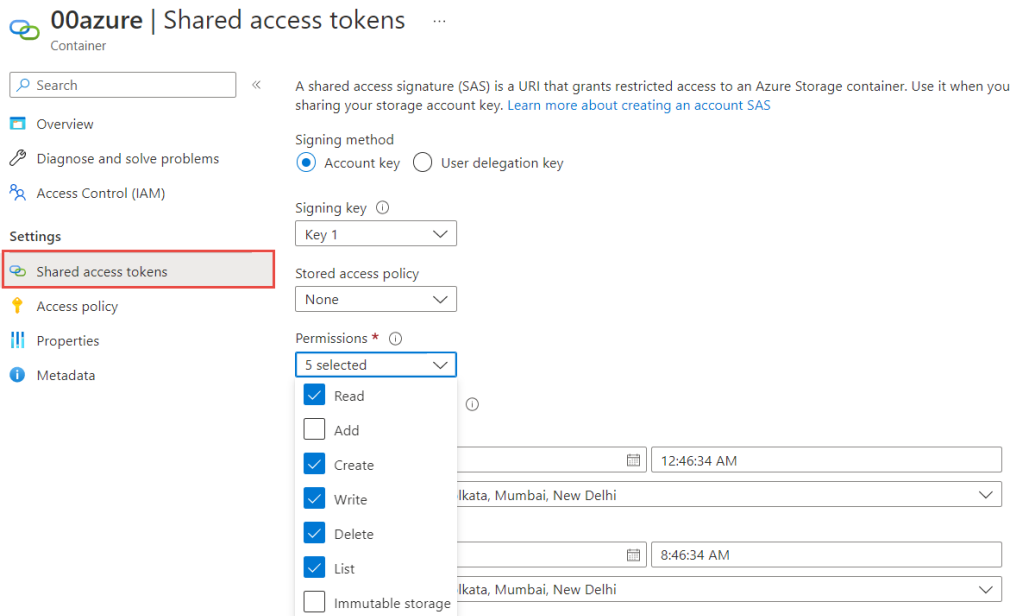 00azure | Shared access tokens ...
Container
Search
«
Overview
Diagnose and solve problems
Access Control (IAM)
Settings
Shared access tokens
Access policy
Properties
Metadata
A shared access signature (SAS) is a URI that grants restricted access to an Azure Storage container. Use it when you
sharing your storage account key. Learn more about creating an account SAS
Signing method
Account key
User delegation key
Signing key
Key 1
Stored access policy
None
Permissions *
5 selected
Read
Add
Create
Write
Delete
List
Immutable storage
12:46:34 AM
Mumbai, New Delhi
8:46:34 AM
Mumbai, New Delhi